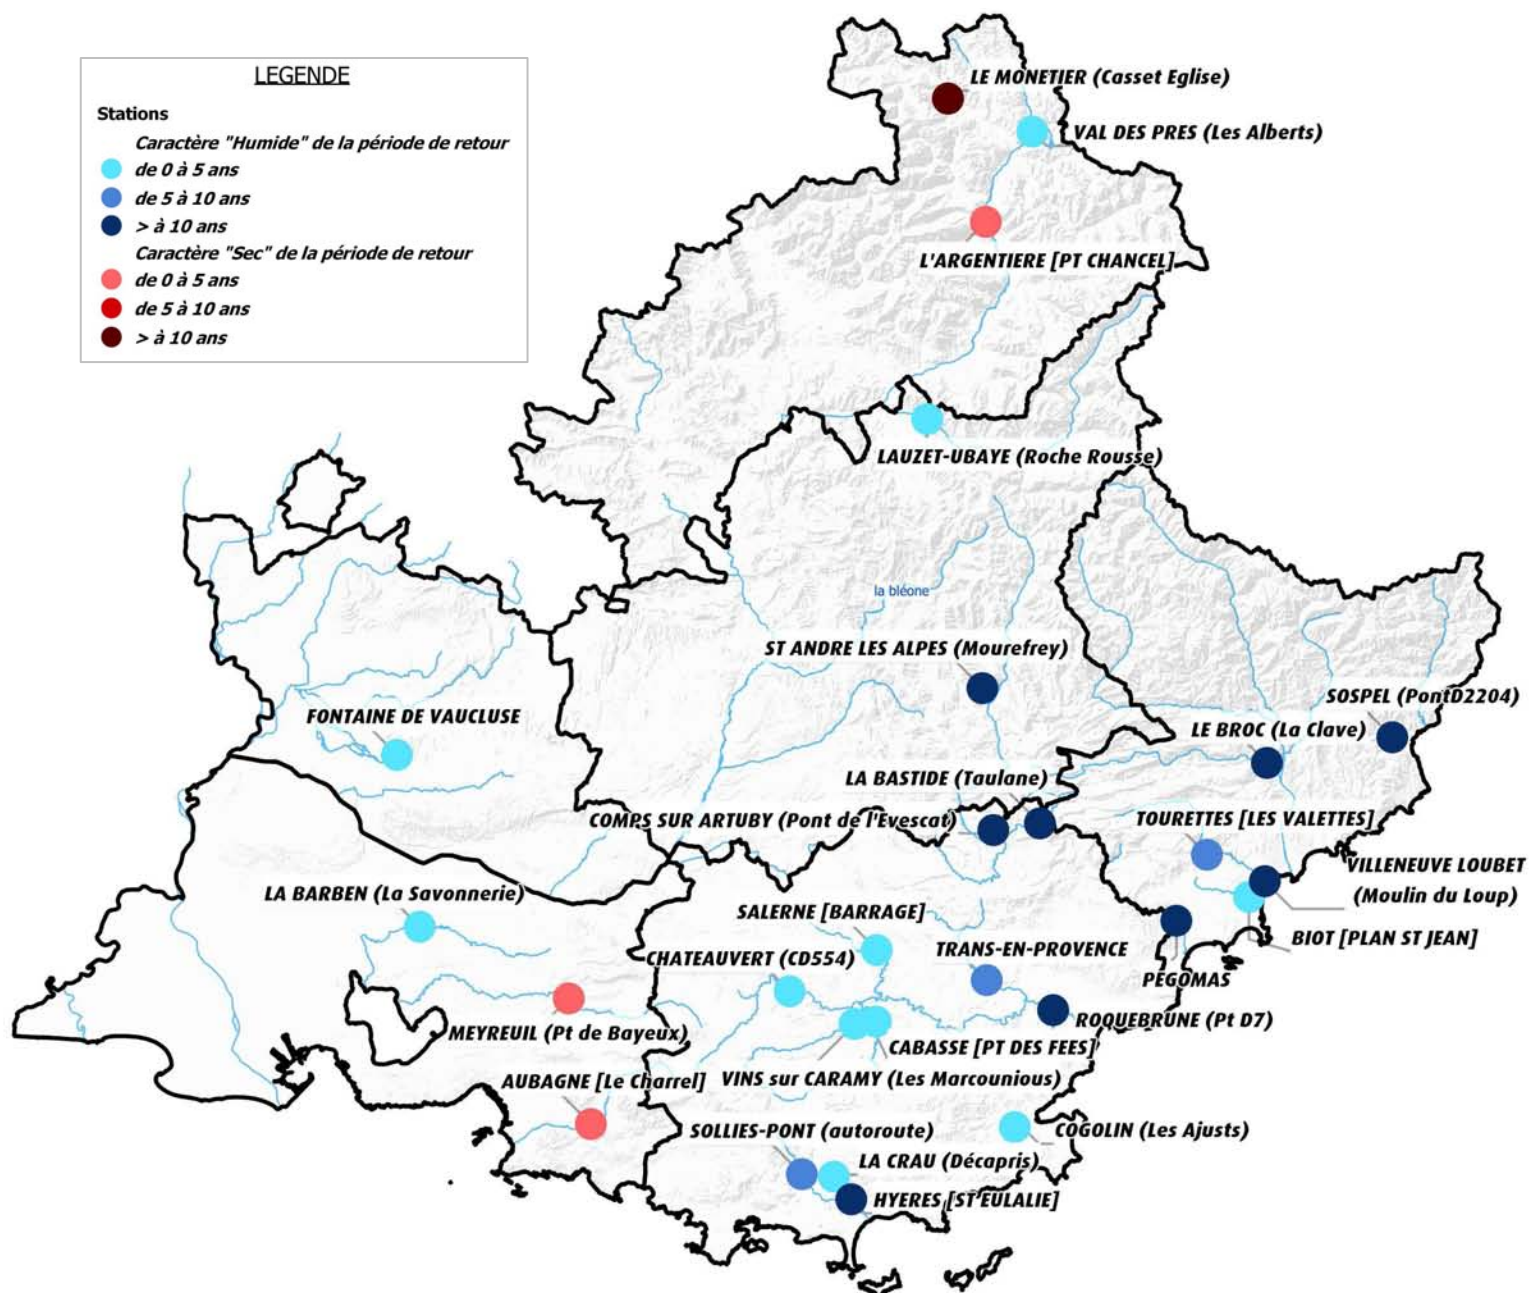 LEGENDE
Stations
Caractère "Humide" de la période de retour
de 0 à 5 ans
de 5 à 10 ans
> à 10 ans
Caractère "Sec" de la période de retour
de 0 à 5 ans
de 5 à 10 ans
> à 10 ans
LE MONETIER (Casset Eglise)
VAL DES PRES (Les Alberts)
L'ARGENTIERE [PT CHANCEL]
LAUZET-UBAYE (Roche Rousse)
la bléone
ST ANDRE LES ALPES (Mourefrey)
SOSPEL (PontD2204)
FONTAINE DE VAUCLUSE
LE BROC (La Clave)
LA BASTIDE (Taulane)
COMPS SUR ARTUBY (Pont de l'Evescat)
TOURETTES [LES VALETTES]
VILLENEUVE LOUBET
(Moulin du Loup)
LA BARBEN (La Savonnerie)
SALERNE [BARRAGE]
BIOT [PLAN ST JEAN]
TRANS-EN-PROVENCE
CHATEAUVERT (CD554)
PEGOMAS
ROQUEBRUNE (Pt D7)
MEYREUIL (Pt de Bayeux)
CABASSE [PT DES FEES]
AUBAGNE [Le Charrel]
VINS sur CARAMY (Les Marcounious)
SOLLIES-PONT (autoroute)
COGOLIN (Les Ajusts)
LA CRAU (Décapris)
HYERES [ST EULALIE]